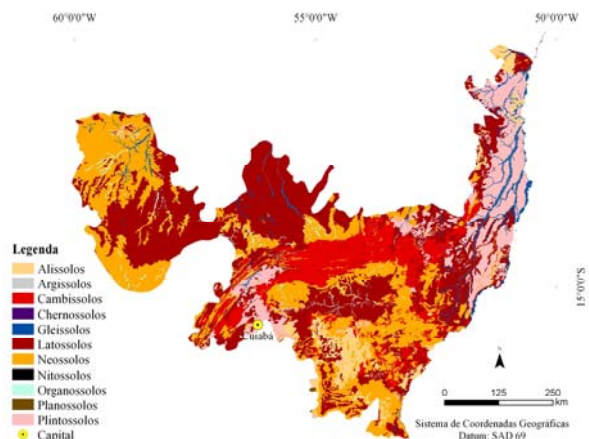 60°0'0"W
55°0'0"W
50°0'0"W
15°0'0"S
Legenda
Alissolos
Argissolos
Cambissolos
Chernossolos
Gleissolos
Latossolos
Neossolos
Nitossolos
Organossolos
Planossolos
Plintossolos
Capital
Cuiabá
N
0 125 250
km
Sistema de Coordenadas Geográficas
Datum: SAD 69